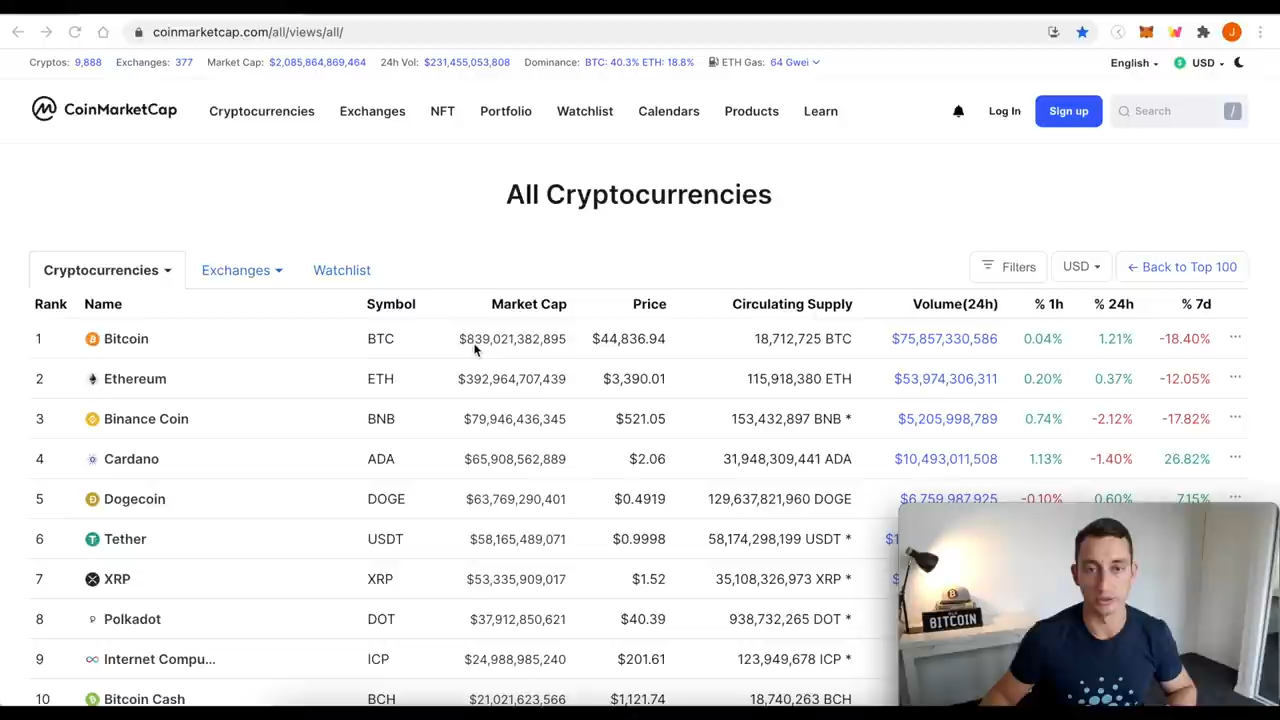 coinmarketcap.com/all/views/all/
J
Cryptos: 9,888 Exchanges: 377 Market Cap: $2,085,864,869,464 24h Vol: $231,455,053,808 Dominance: BTC: 40.3% ETH: 18.8% ETH Gas: 64 Gwei English USD
CoinMarketCap Cryptocurrencies Exchanges NFT Portfolio Watchlist Calendars Products Learn Log In Sign up Search /
All Cryptocurrencies
Cryptocurrencies Exchanges Watchlist Filters USD ← Back to Top 100
Rank Name Symbol Market Cap Price Circulating Supply Volume(24h) % 1h % 24h % 7d
1 Bitcoin BTC $839,021,382,895 $44,836.94 18,712,725 BTC $75,857,330,586 0.04% 1.21% -18.40%
2 Ethereum ETH $392,964,707,439 $3,390.01 115,918,380 ETH $53,974,306,311 0.20% 0.37% -12.05%
3 Binance Coin BNB $79,946,436,345 $521.05 153,432,897 BNB * $5,205,998,789 0.74% -2.12% -17.82%
4 Cardano ADA $65,908,562,889 $2.06 31,948,309,441 ADA $10,493,011,508 1.13% -1.40% 26.82%
5 Dogecoin DOGE $63,769,290,401 $0.4919 129,637,821,960 DOGE $6,759,987,925 -0.10% 0.60% 7.15%
6 Tether USDT $58,165,489,071 $0.9998 58,174,298,199 USDT *
7 XRP XRP $53,335,909,017 $1.52 35,108,326,973 XRP *
8 Polkadot DOT $37,912,850,621 $40.39 938,732,265 DOT *
9 Internet Compu... ICP $24,988,985,240 $201.61 123,949,678 ICP *
10 Bitcoin Cash BCH $21,021,623,566 $1,121.74 18,740,263 BCH
BITCOIN